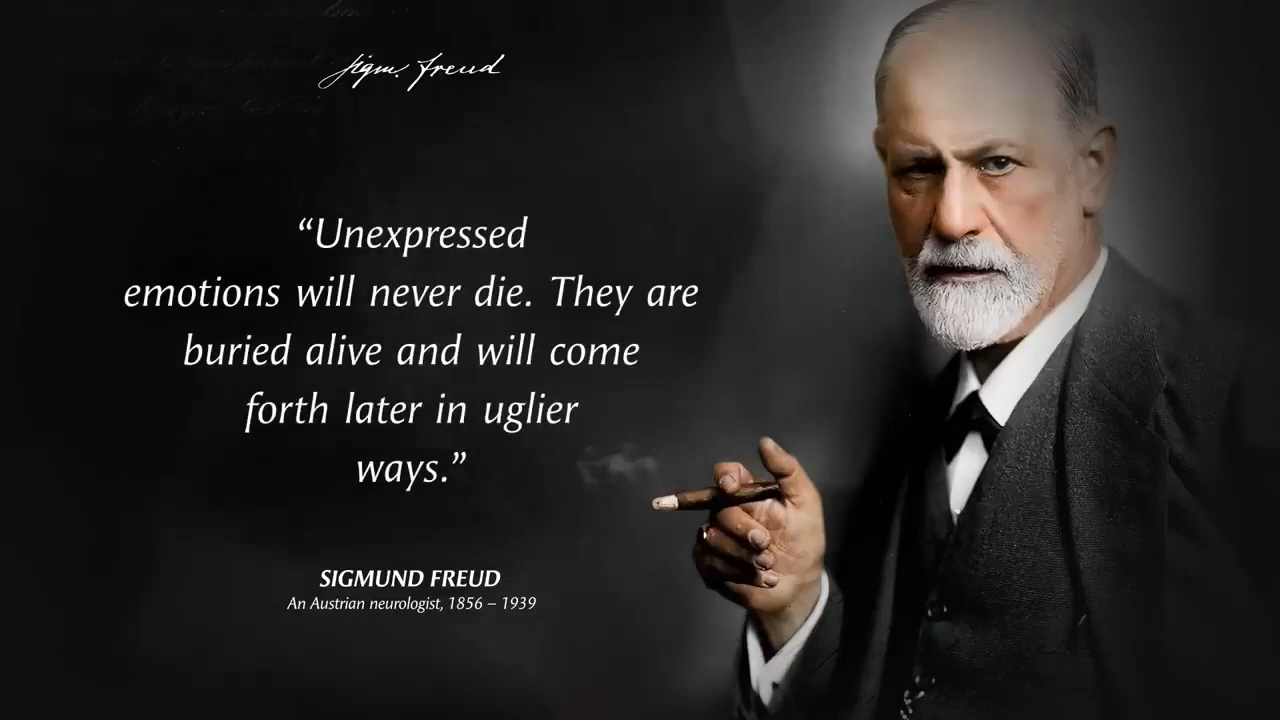 Sigm. Freud
“Unexpressed
emotions will never die. They are
buried alive and will come
forth later in uglier
ways.”
SIGMUND FREUD
An Austrian neurologist, 1856 – 1939